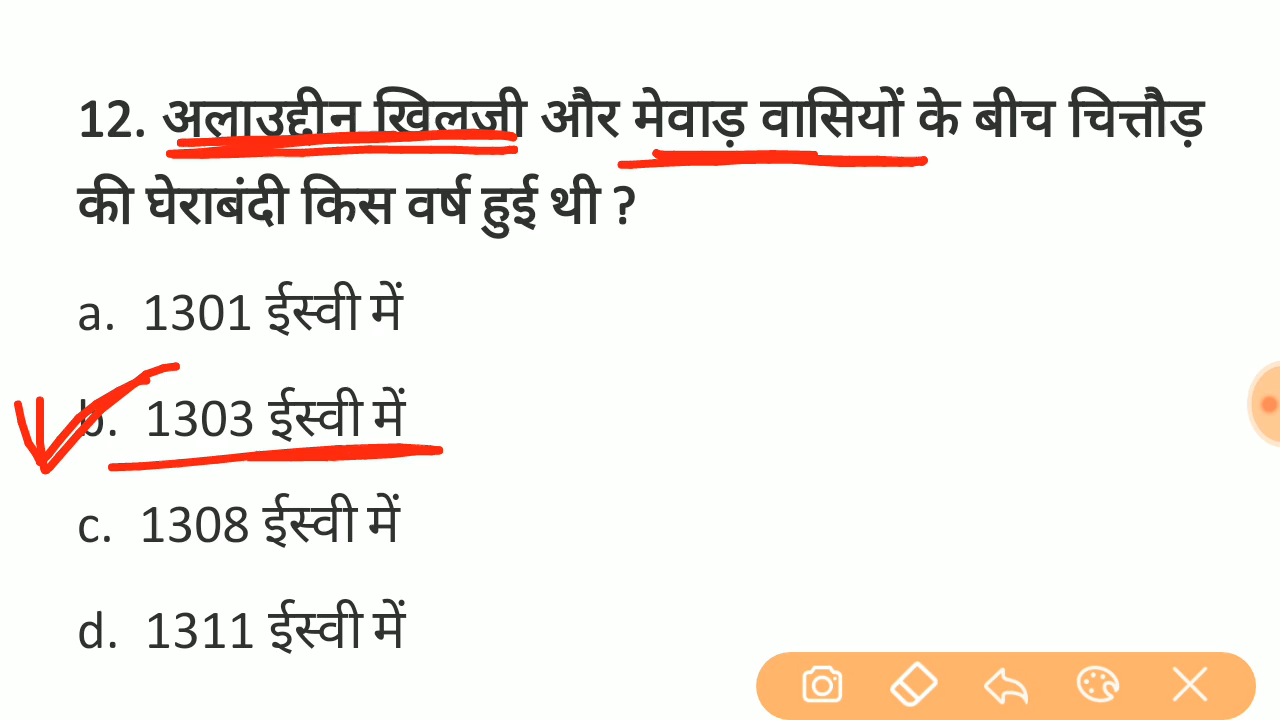 12. अलाउद्दीन खिलजी और मेवाड़ वासियों के बीच चित्तौड़
की घेराबंदी किस वर्ष हुई थी ?
a. 1301 ईस्वी में
b. 1303 ईस्वी में
c. 1308 ईस्वी में
d. 1311 ईस्वी में